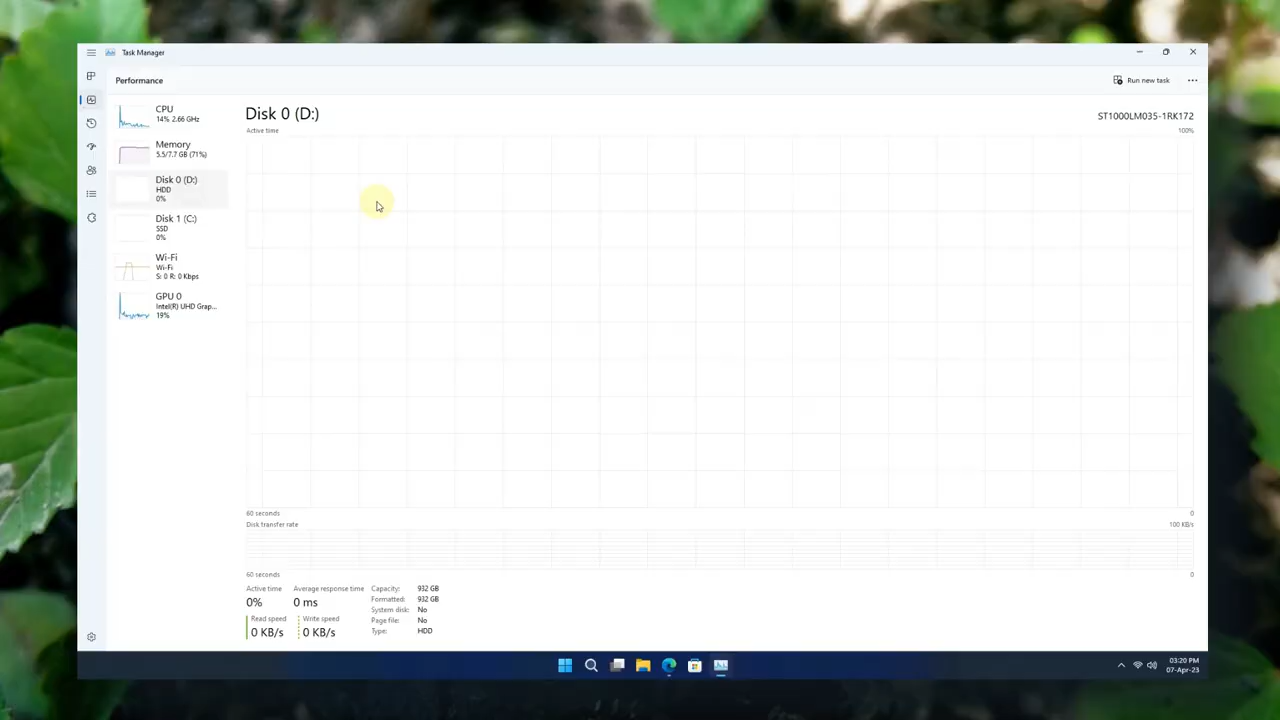 Task Manager
Performance
Run new task
CPU
14% 2.66 GHz
Memory
5.5/7.7 GB (71%)
Disk 0 (D:)
HDD
0%
Disk 1 (C:)
SSD
0%
Wi-Fi
Wi-Fi
S: 0 R: 0 Kbps
GPU 0
Intel(R) UHD Grap...
19%
Disk 0 (D:)
ST1000LM035-1RK172
Active time
100%
60 seconds
0
Disk transfer rate
100 KB/s
60 seconds
0
Active time
0%
Average response time
0 ms
Read speed
0 KB/s
Write speed
0 KB/s
Capacity: 932 GB
Formatted: 932 GB
System disk: No
Page file: No
Type: HDD
03:20 PM
07-Apr-23